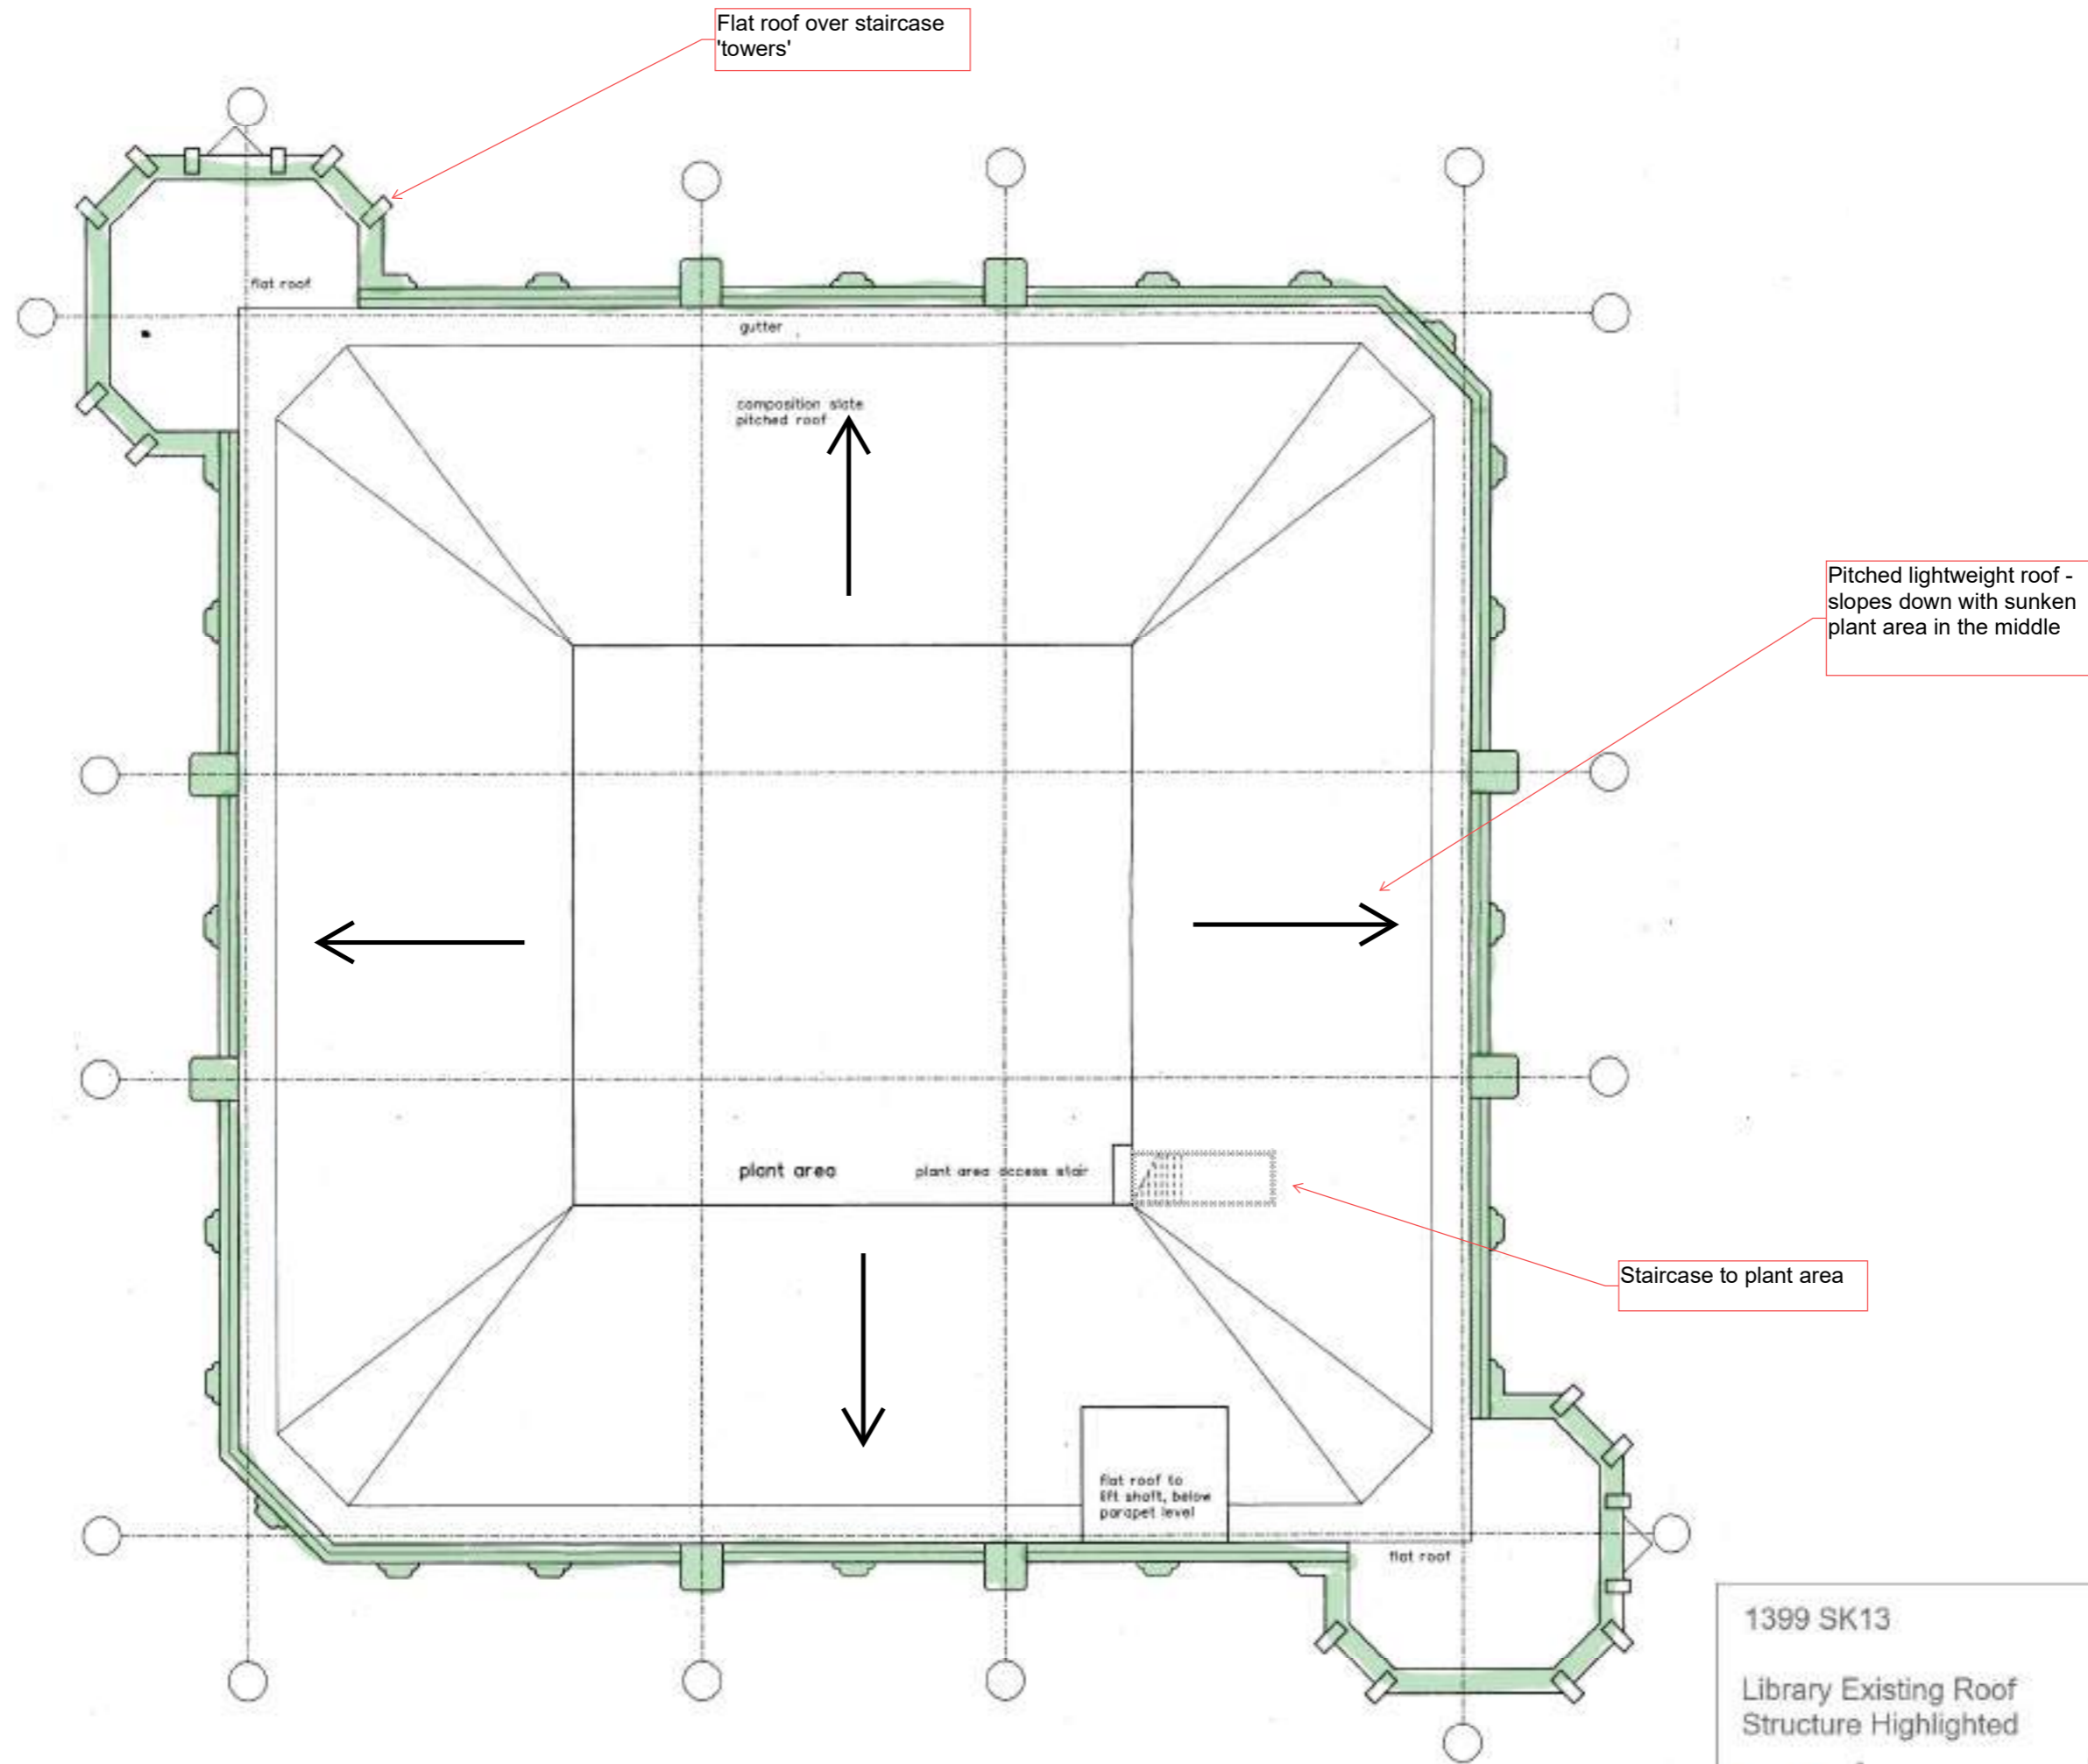 Flat roof over staircase
'towers'
flat roof
gutter
composition slate
pitched roof
Pitched lightweight roof -
slopes down with sunken
plant area in the middle
plant area
plant area access stair
Staircase to plant area
flat roof to
lift shaft, below
parapet level
flat roof
1399 SK13
Library Existing Roof
Structure Highlighted